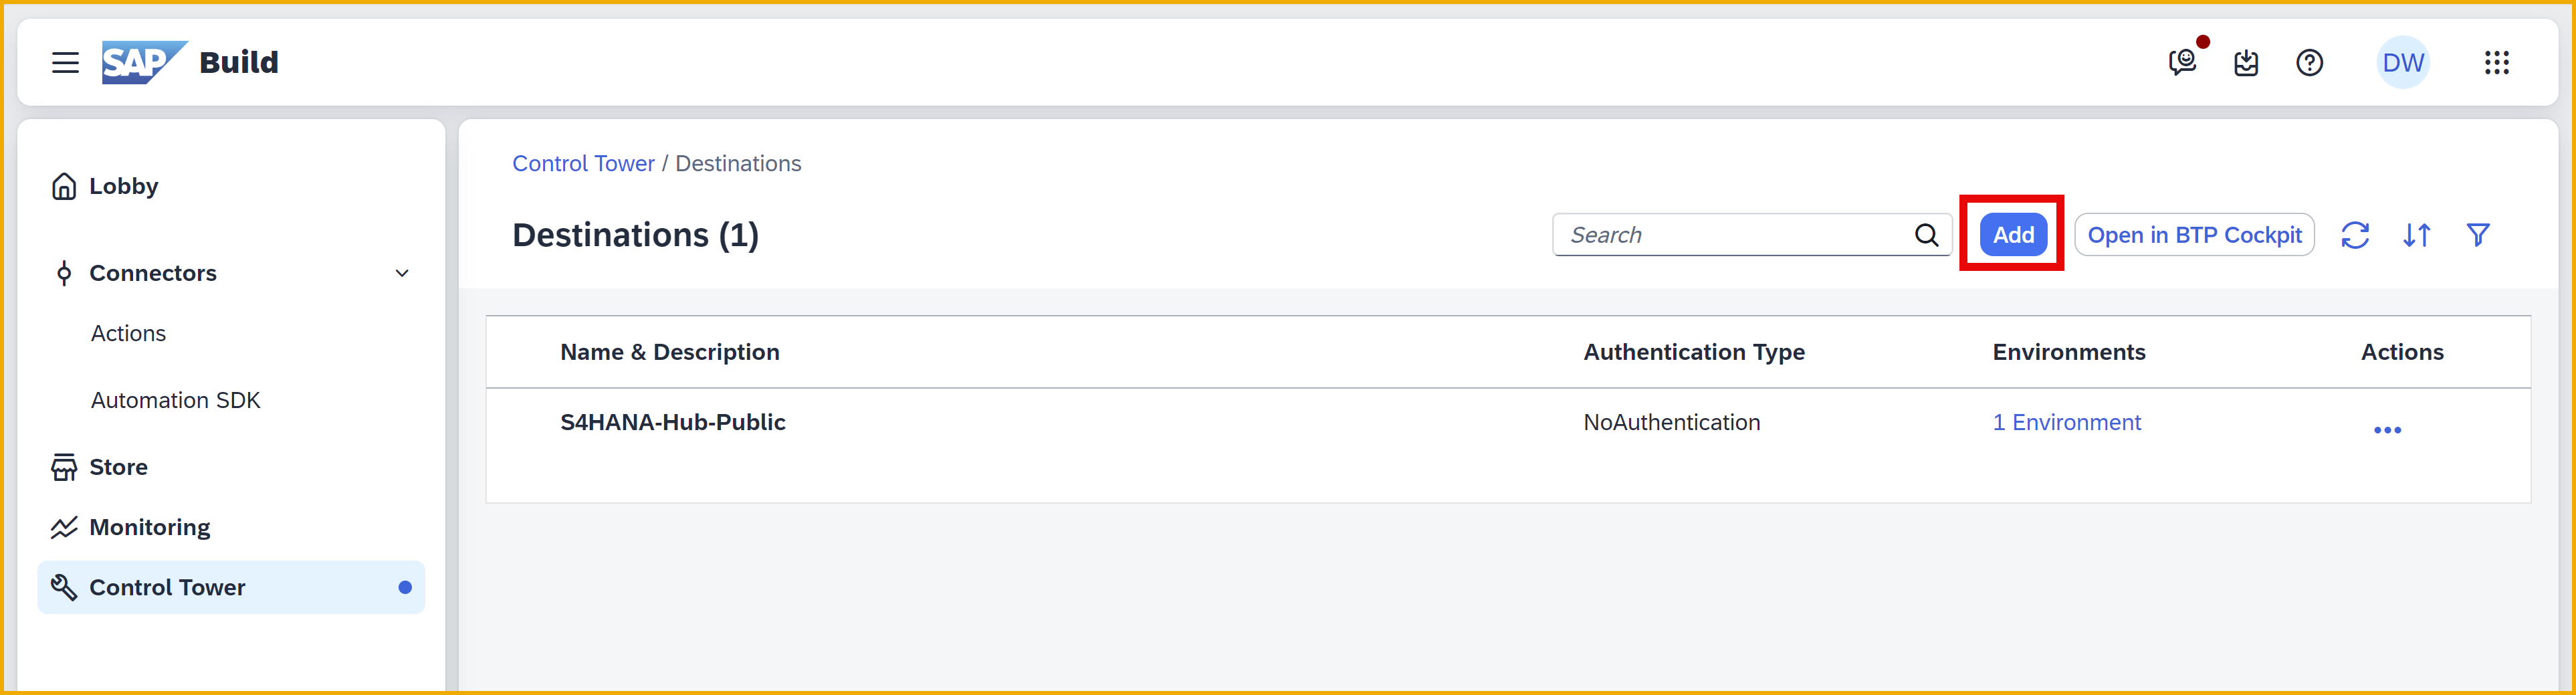 SAP Build
DW
Lobby
Connectors
Actions
Automation SDK
Store
Monitoring
Control Tower
Control Tower / Destinations
Destinations (1)
Search
Add
Open in BTP Cockpit
Name & Description Authentication Type Environments Actions
S4HANA-Hub-Public NoAuthentication 1 Environment